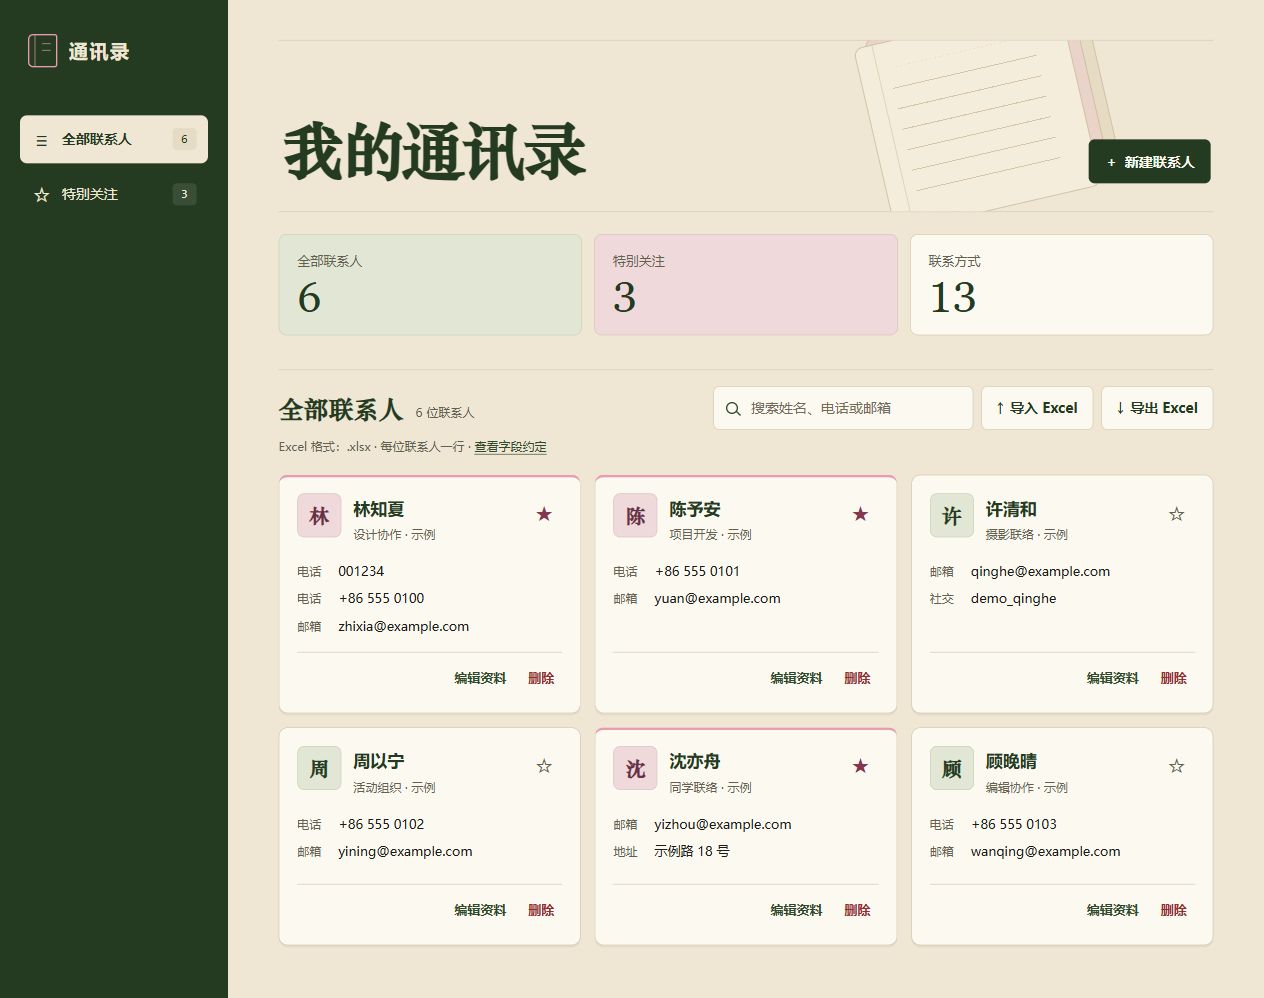 通讯录
全部联系人 6
特别关注 3
我的通讯录
+ 新建联系人
全部联系人
6
特别关注
3
联系方式
13
全部联系人 6 位联系人
搜索姓名、电话或邮箱
↑ 导入 Excel
↓ 导出 Excel
Excel 格式：.xlsx · 每位联系人一行 · 查看字段约定
林
林知夏
设计协作 · 示例
电话 001234
电话 +86 555 0100
邮箱 zhixia@example.com
编辑资料 删除
陈
陈予安
项目开发 · 示例
电话 +86 555 0101
邮箱 yuan@example.com
编辑资料 删除
许
许清和
摄影联络 · 示例
邮箱 qinghe@example.com
社交 demo_qinghe
编辑资料 删除
周
周以宁
活动组织 · 示例
电话 +86 555 0102
邮箱 yining@example.com
编辑资料 删除
沈
沈亦舟
同学联络 · 示例
邮箱 yizhou@example.com
地址 示例路 18 号
编辑资料 删除
顾
顾晚晴
编辑协作 · 示例
电话 +86 555 0103
邮箱 wanqing@example.com
编辑资料 删除